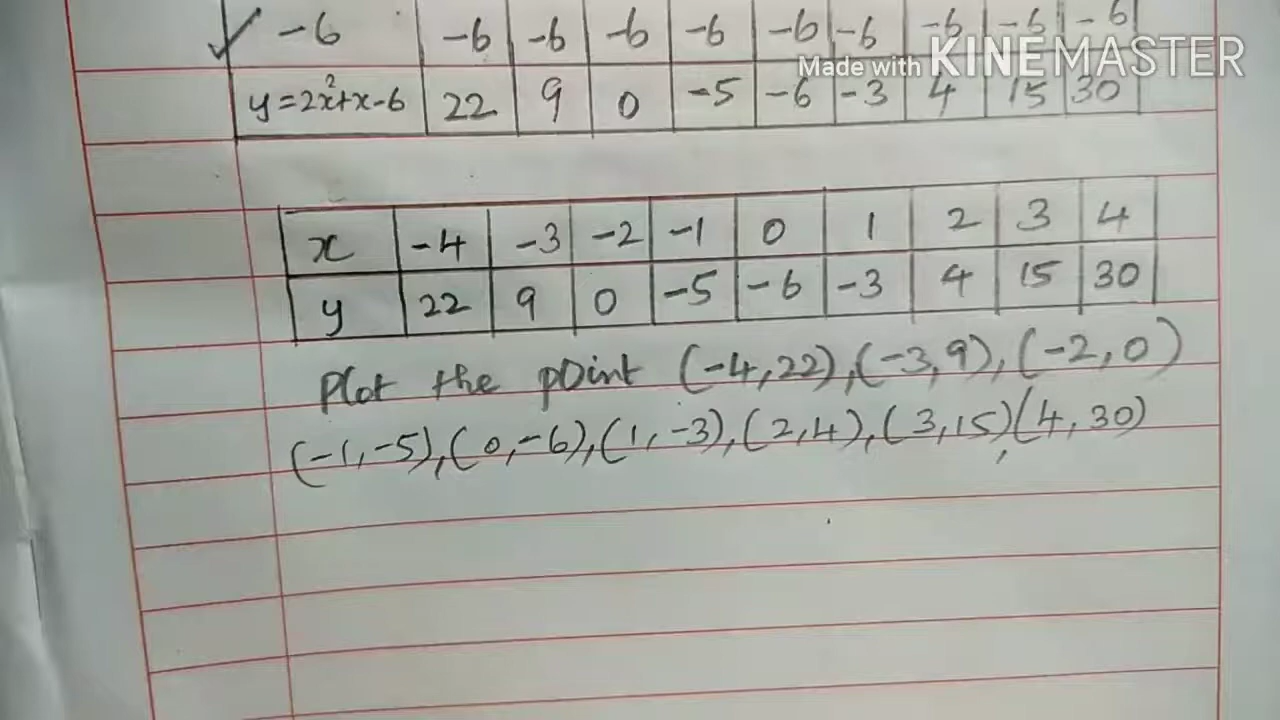 ✓ -6 -6 -6 -6 -6 -6 -6 -6 -6 -6
Made with KINEMASTER
y=2x²+x-6 22 9 0 -5 -6 -3 4 15 30
x -4 -3 -2 -1 0 1 2 3 4
y 22 9 0 -5 -6 -3 4 15 30
Plot the point (-4,22),(-3,9),(-2,0)
(-1,-5),(0,-6),(1,-3),(2,4),(3,15),(4,30)